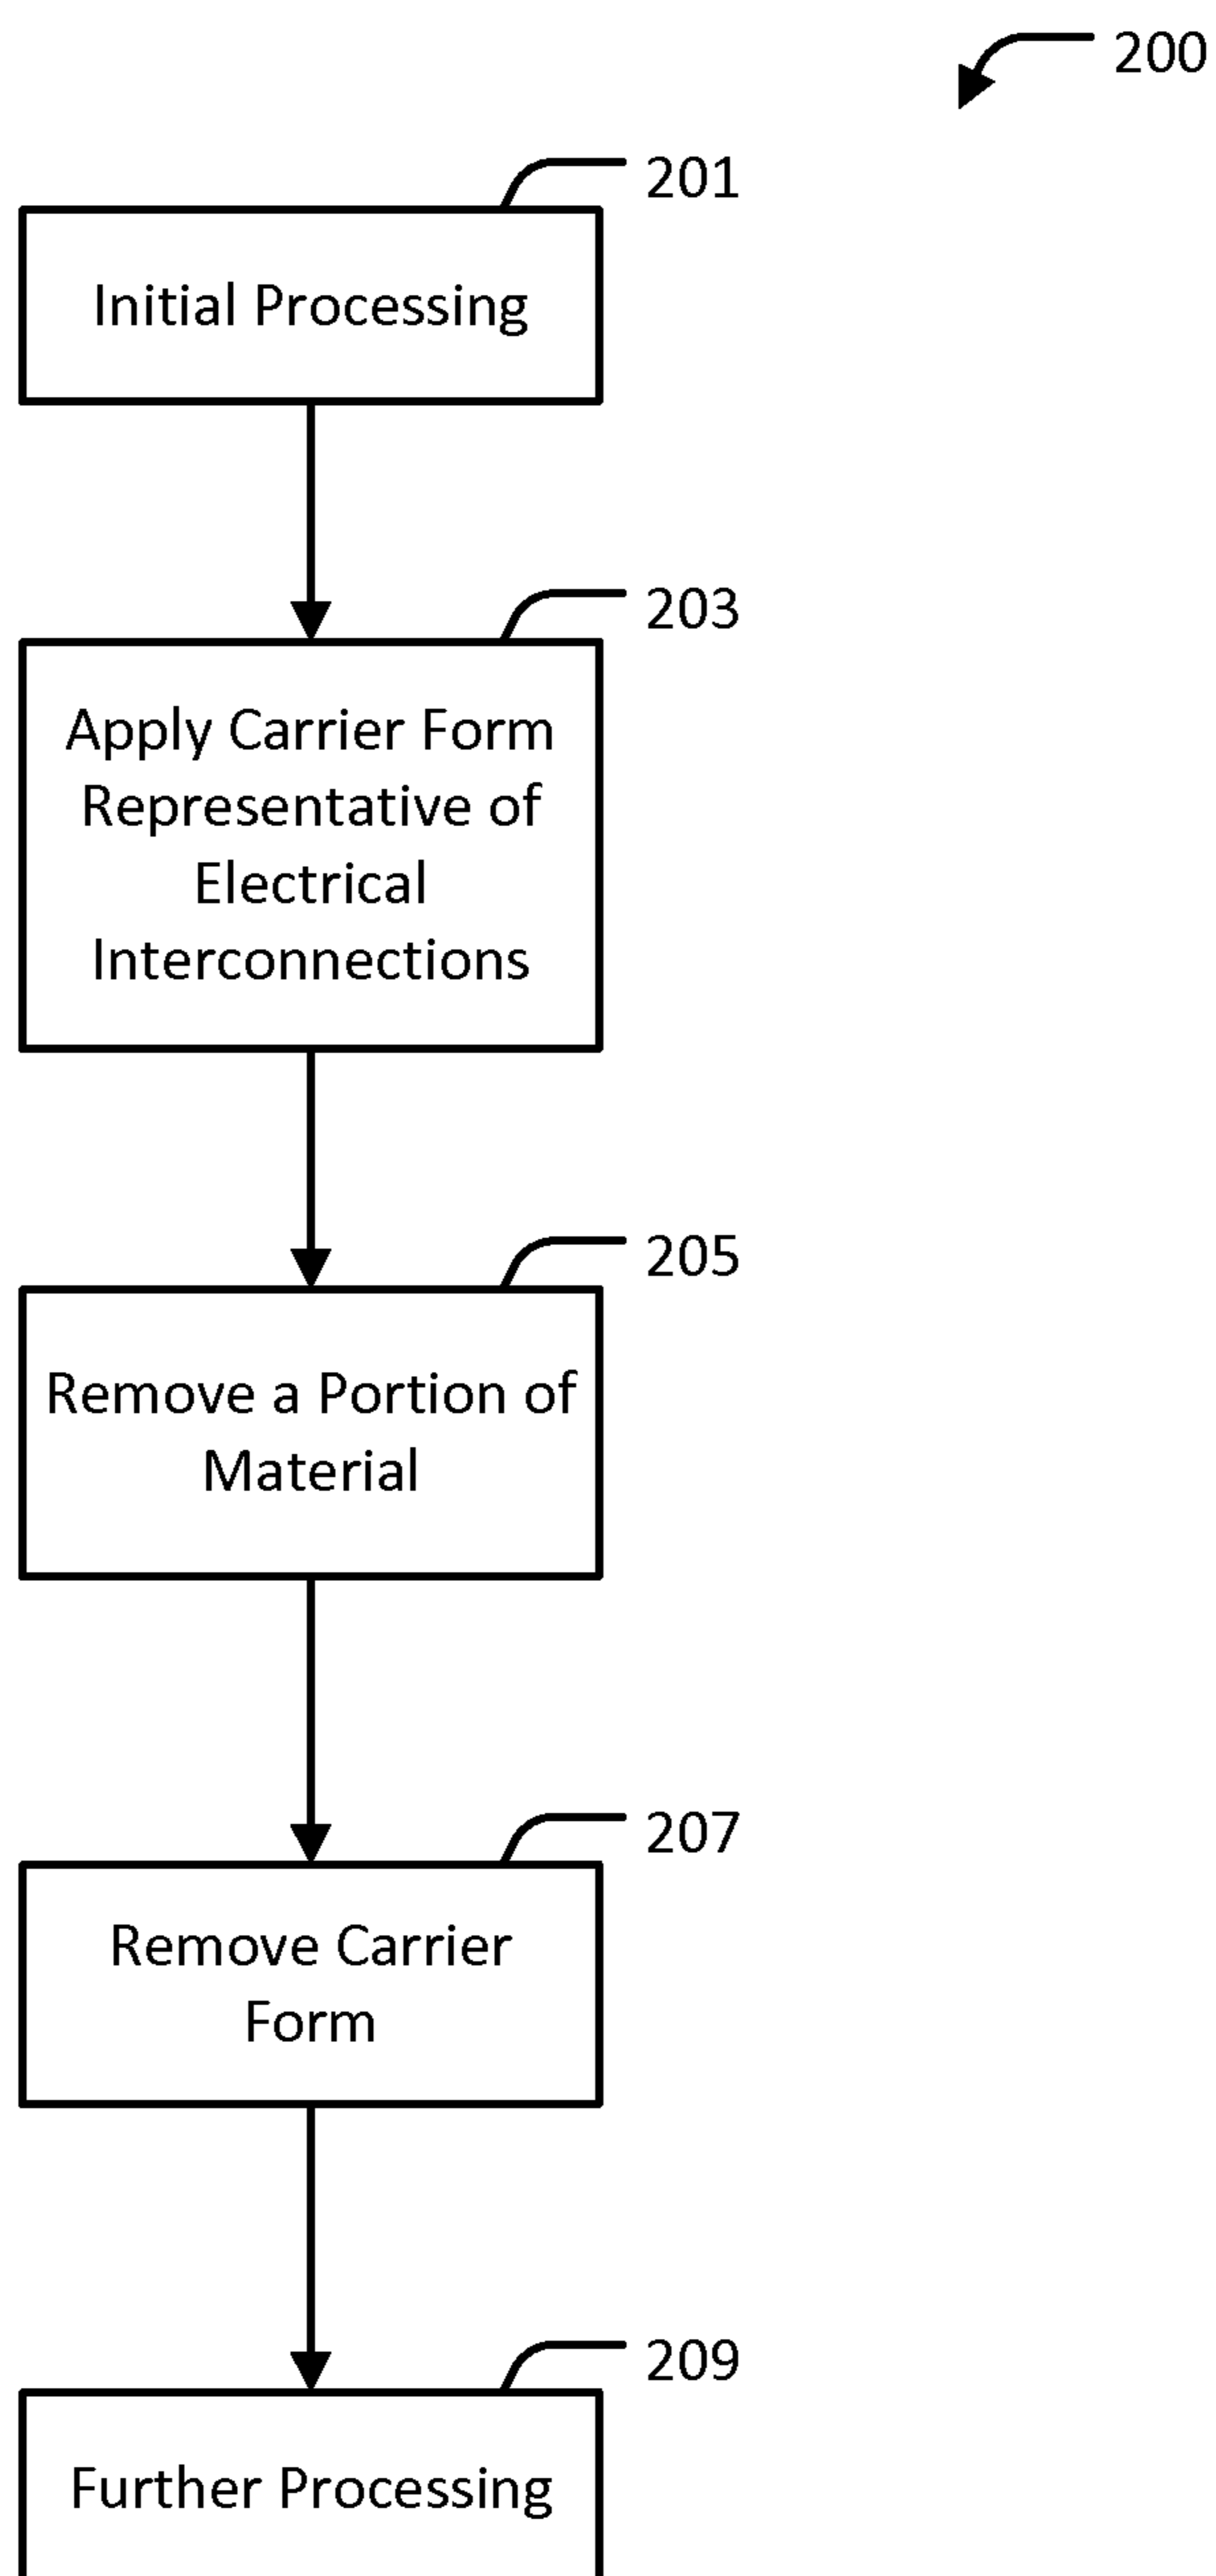 200
201
Initial Processing
203
Apply Carrier Form
Representative of
Electrical
Interconnections
205
Remove a Portion of
Material
207
Remove Carrier
Form
209
Further Processing